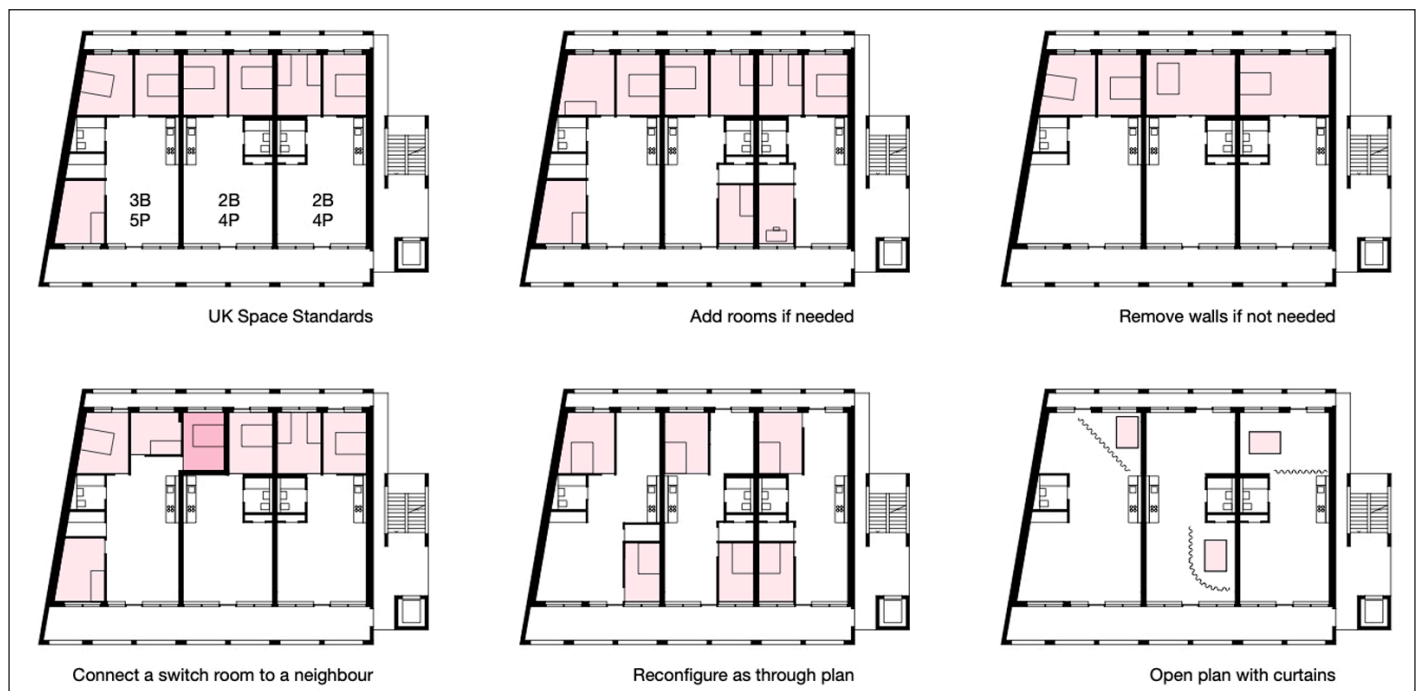 3B
5P
2B
4P
2B
4P
UK Space Standards
Add rooms if needed
Remove walls if not needed
Connect a switch room to a neighbour
Reconfigure as through plan
Open plan with curtains